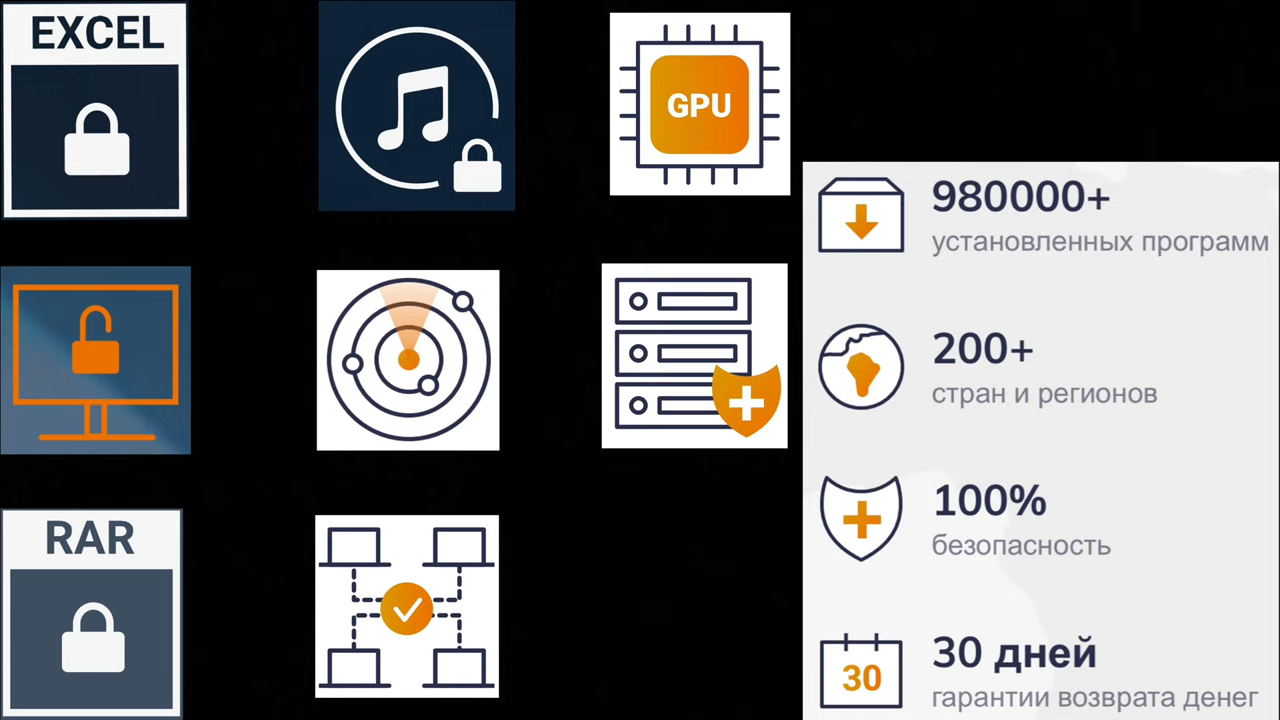 EXCEL
GPU
RAR
980000+
установленных программ
200+
стран и регионов
100%
безопасность
30
30 дней
гарантии возврата денег